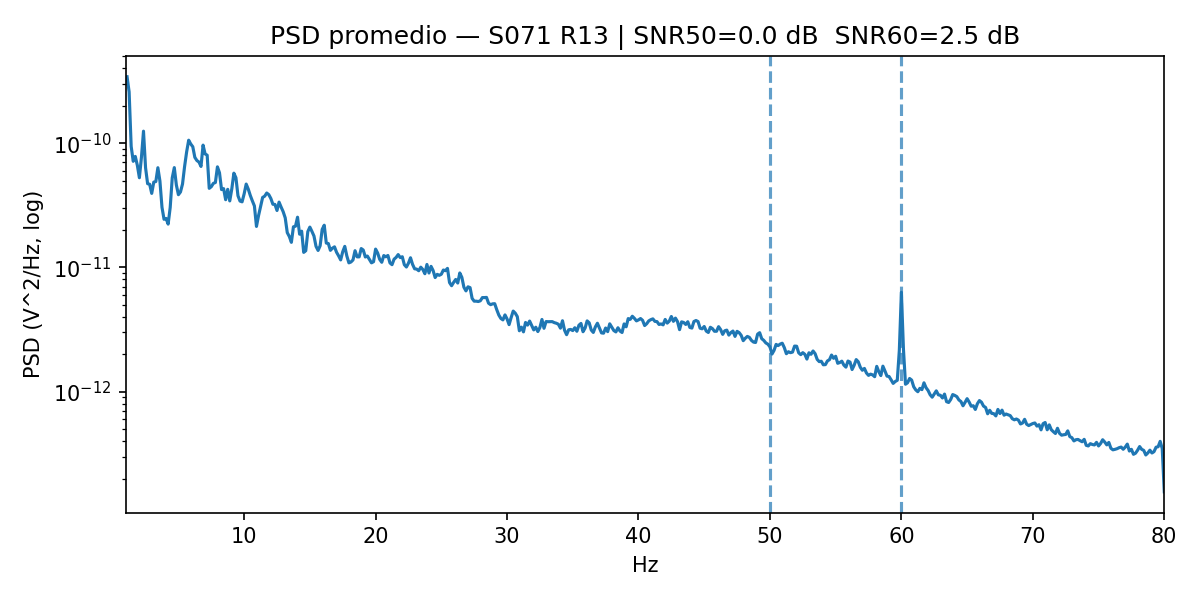 PSD promedio — S071 R13 | SNR50=0.0 dB  SNR60=2.5 dB
PSD (V^2/Hz, log)
10⁻¹⁰
10⁻¹¹
10⁻¹²
10 20 30 40 50 60 70 80
Hz